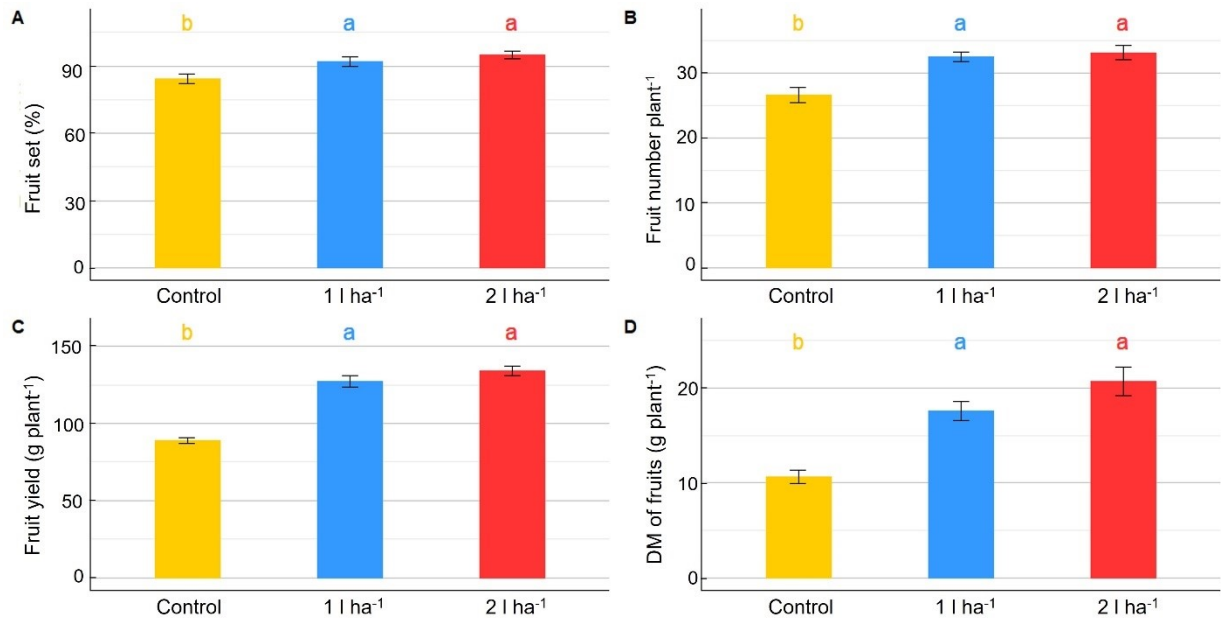 A
b a a
Fruit set (%)
90
60
30
0
Control 1 l ha⁻¹ 2 l ha⁻¹
B
b a a
Fruit number plant⁻¹
30
20
10
0
Control 1 l ha⁻¹ 2 l ha⁻¹
C
b a a
Fruit yield (g plant⁻¹)
150
100
50
0
Control 1 l ha⁻¹ 2 l ha⁻¹
D
b a a
DM of fruits (g plant⁻¹)
20
10
0
Control 1 l ha⁻¹ 2 l ha⁻¹